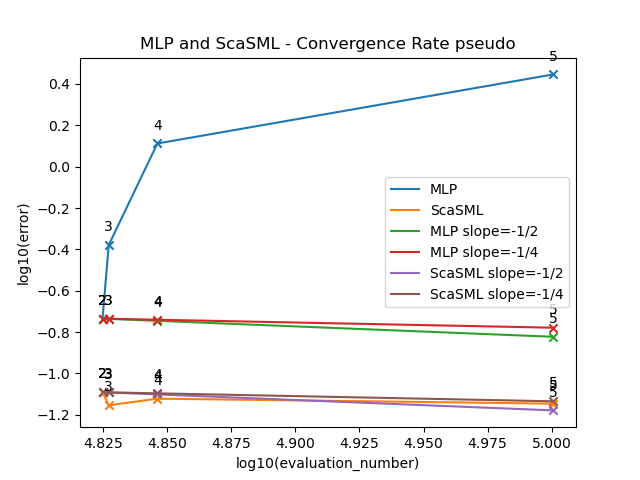 MLP and ScaSML - Convergence Rate pseudo
log10(error)
0.4
0.2
0.0
−0.2
−0.4
−0.6
−0.8
−1.0
−1.2
5
4
3
MLP
ScaSML
MLP slope=-1/2
MLP slope=-1/4
ScaSML slope=-1/2
ScaSML slope=-1/4
2 3 4 5
5
2 3 4 5
3 4 5
4.825 4.850 4.875 4.900 4.925 4.950 4.975 5.000
log10(evaluation_number)